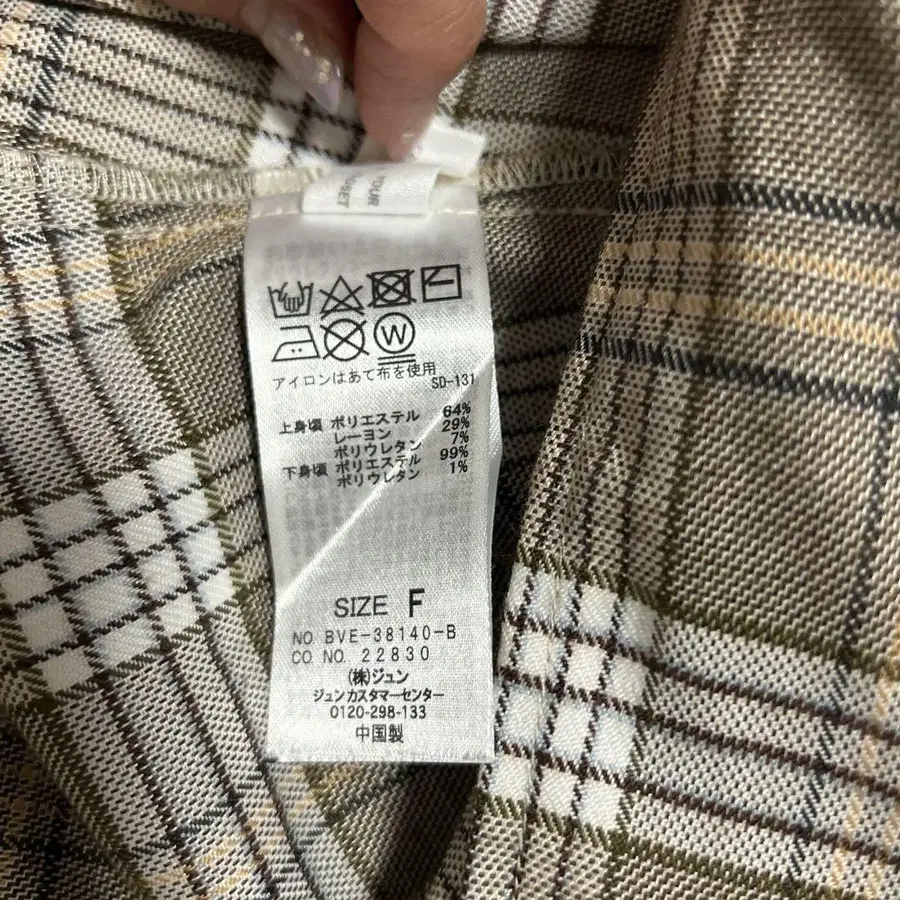 YOUR
W
アイロンはあて布を使用
SD-131
上身頃 ポリエステル 64%
レーヨン 29%
ポリウレタン 7%
下身頃 ポリエステル 99%
ポリウレタン 1%
SIZE F
NO. BVE-38140-B
CO. NO. 22830
(株)ジュン
ジュンカスタマーセンター
0120-298-133
中国製